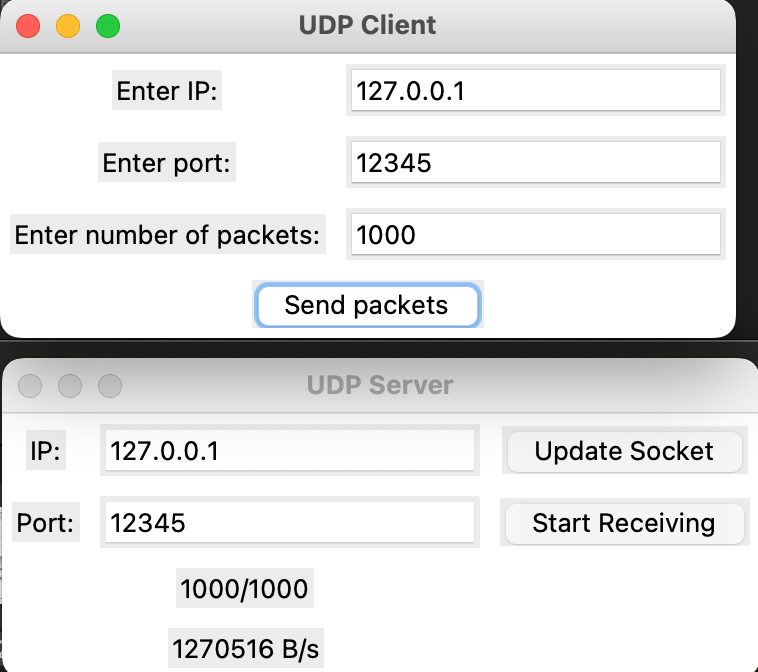 UDP Client
Enter IP: 127.0.0.1
Enter port: 12345
Enter number of packets: 1000
Send packets
UDP Server
IP: 127.0.0.1 Update Socket
Port: 12345 Start Receiving
1000/1000
1270516 B/s